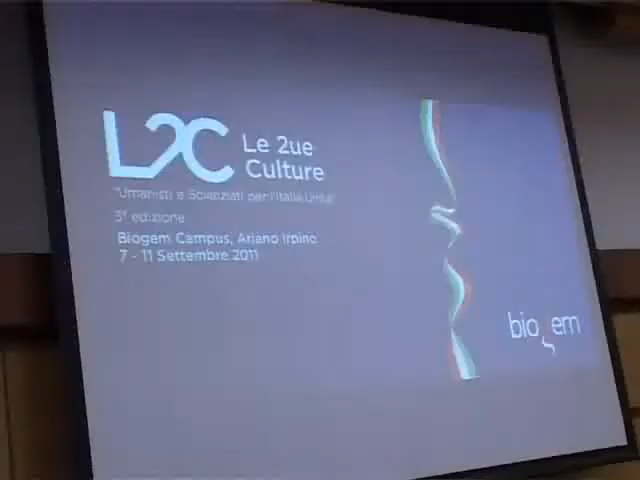 L2C
Le 2ue
Culture
"Umanisti e Scienziati per l'Italia Unita"
3ª edizione
Biogem Campus, Ariano Irpino
7 - 11 Settembre 2011
biogem